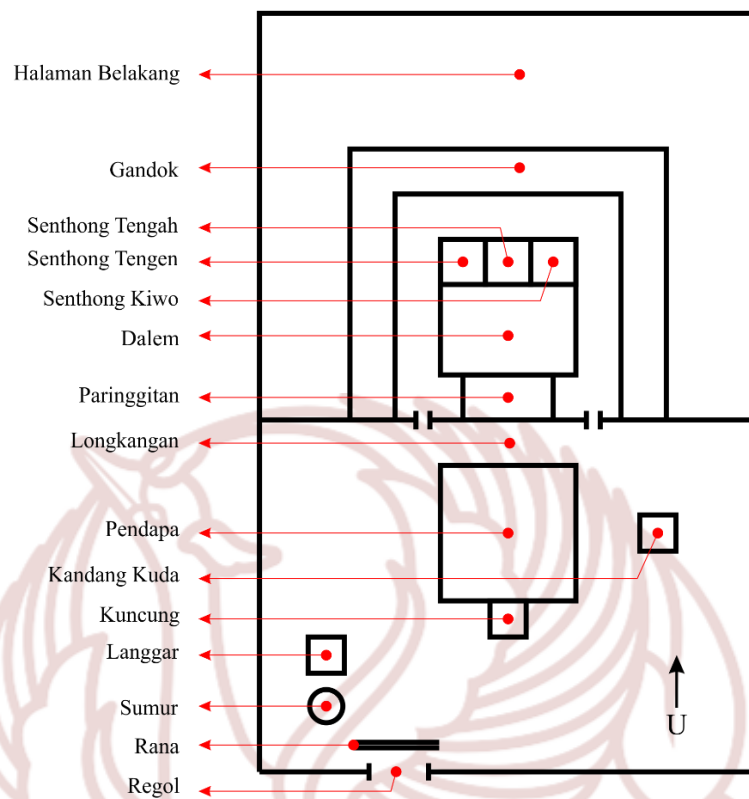 Halaman Belakang
Gandok
Senthong Tengah
Senthong Tengen
Senthong Kiwo
Dalem
Paringgitan
Longkangan
Pendapa
Kandang Kuda
Kuncung
Langgar
Sumur
U
Rana
Regol